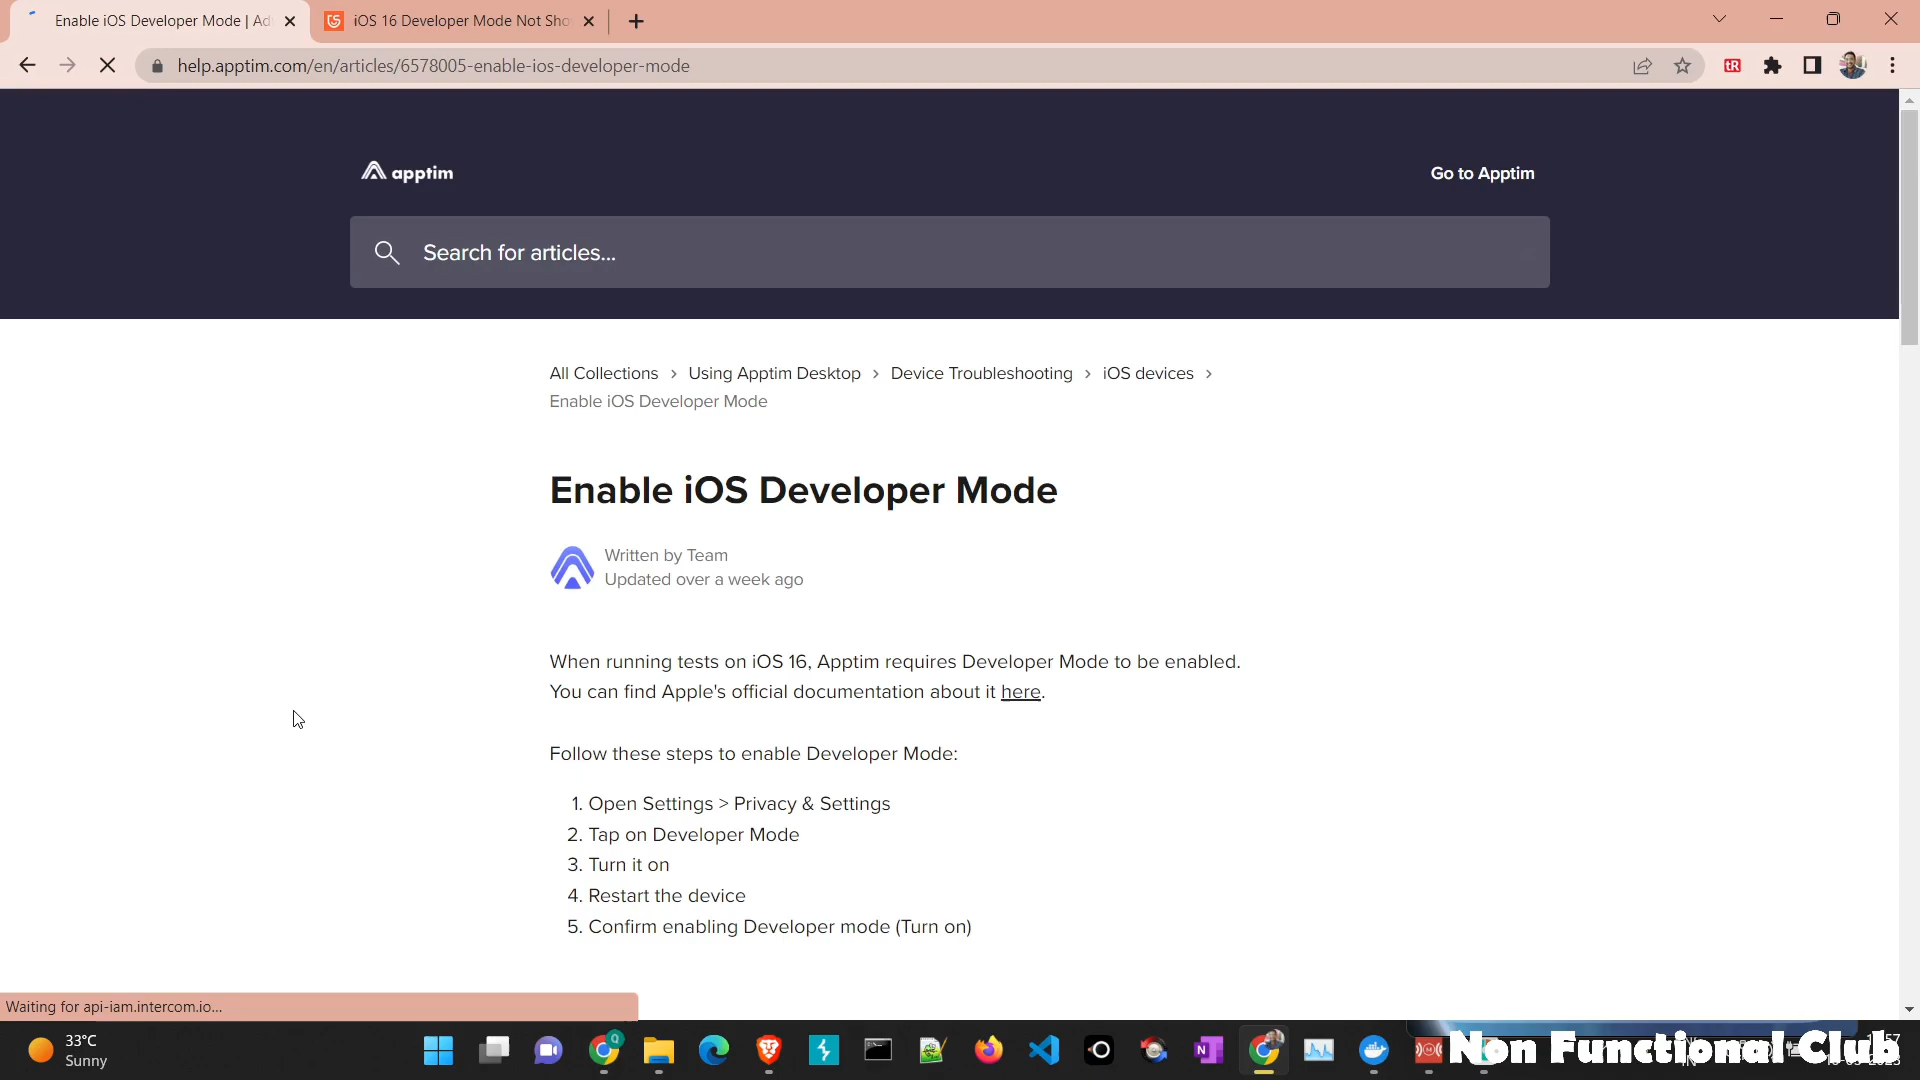 Enable iOS Developer Mode | Ad
iOS 16 Developer Mode Not Sho
help.apptim.com/en/articles/6578005-enable-ios-developer-mode
tR
apptim
Go to Apptim
Search for articles...
All Collections > Using Apptim Desktop > Device Troubleshooting > iOS devices >
Enable iOS Developer Mode
Enable iOS Developer Mode
Written by Team
Updated over a week ago
When running tests on iOS 16, Apptim requires Developer Mode to be enabled.
You can find Apple's official documentation about it here.
Follow these steps to enable Developer Mode:
1. Open Settings > Privacy & Settings
2. Tap on Developer Mode
3. Turn it on
4. Restart the device
5. Confirm enabling Developer mode (Turn on)
Waiting for api-iam.intercom.io...
33°C
Sunny
Non Functional Club